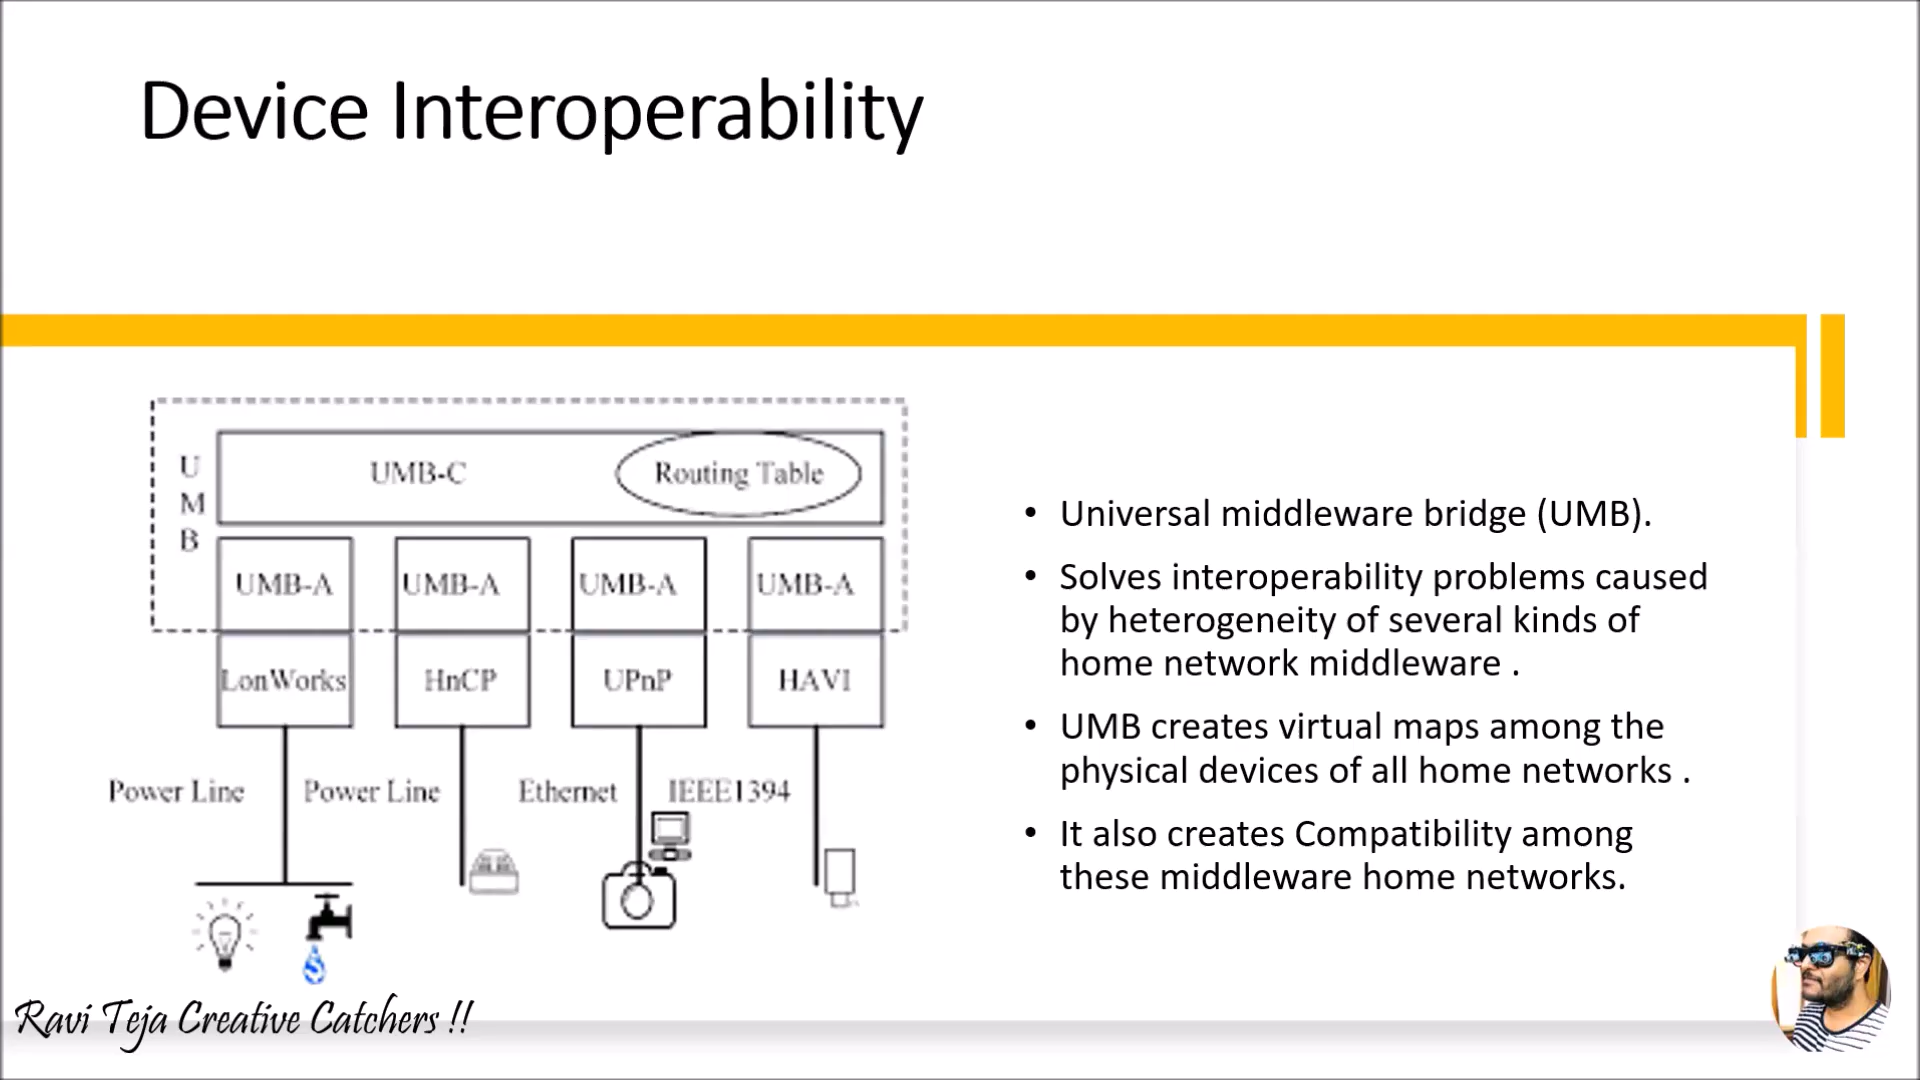 Device Interoperability
U
M
B
UMB-C
Routing Table
UMB-A UMB-A UMB-A UMB-A
LonWorks HnCP UPnP HAVI
Power Line Power Line Ethernet IEEE1394
• Universal middleware bridge (UMB).
• Solves interoperability problems caused
by heterogeneity of several kinds of
home network middleware .
• UMB creates virtual maps among the
physical devices of all home networks .
• It also creates Compatibility among
these middleware home networks.
Ravi Teja Creative Catchers !!